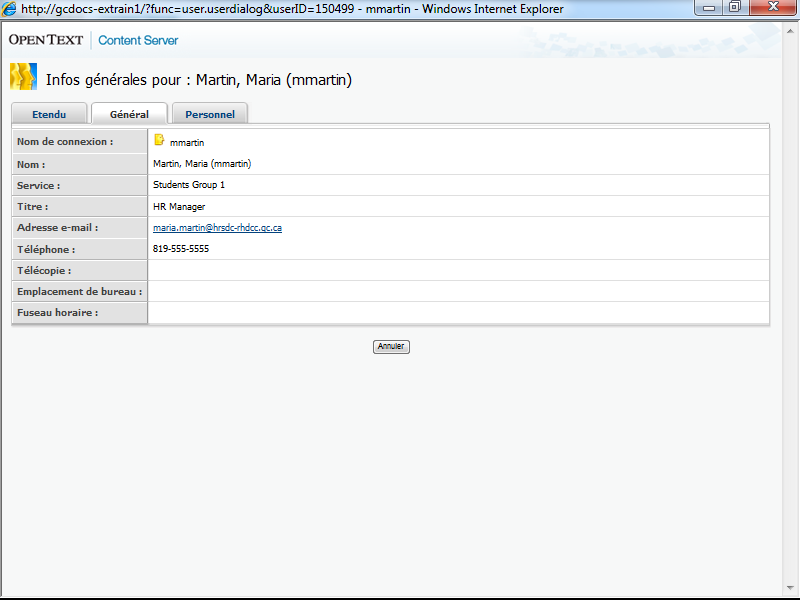 http://gcdocs-extrain1/?func=user.userdialog&userID=150499 - mmartin - Windows Internet Explorer
OPENTEXT | Content Server
Infos générales pour : Martin, Maria (mmartin)
Etendu Général Personnel
Nom de connexion : mmartin
Nom : Martin, Maria (mmartin)
Service : Students Group 1
Titre : HR Manager
Adresse e-mail : maria.martin@hrsdc-rhdcc.gc.ca
Téléphone : 819-555-5555
Télécopie :
Emplacement de bureau :
Fuseau horaire :
Annuler